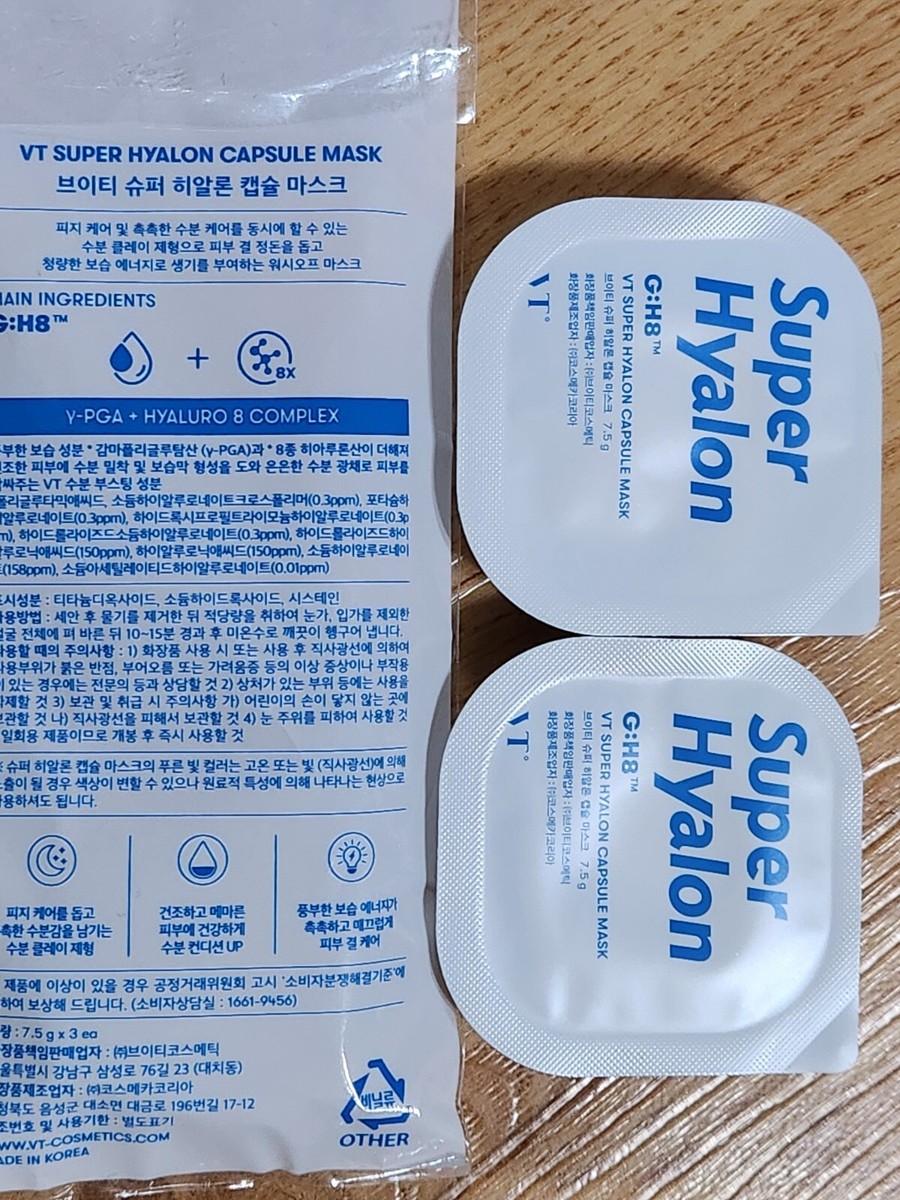 VT SUPER HYALON CAPSULE MASK
브이티 슈퍼 히알론 캡슐 마스크
피지 케어 및 촉촉한 수분 케어를 동시에 할 수 있는
수분 클레이 제형으로 피부 결 정돈을 돕고
청량한 보습 에너지로 생기를 부여하는 워시오프 마스크
AIN INGREDIENTS
G:H8™
+
8X
γ-PGA + HYALURO 8 COMPLEX
부한 보습 성분 * 감마폴리글루탐산 (γ-PGA)과 * 8종 히아루론산이 더해져
조한 피부에 수분 밀착 및 보습막 형성을 도와 온은한 수분 광채로 피부를
싸주는 VT 수분 부스팅 성분
폴리글루타믹애씨드, 소듐하이알루로네이트크로스폴리머(0.3ppm), 포타슘하
알루로네이트(0.3ppm), 하이드록시프로필트라이모늄하이알루로네이트(0.3p
m), 하이드롤라이즈드소듐하이알루로네이트(0.3ppm), 하이드롤라이즈드하이
루로닉애씨드(150ppm), 하이알루로닉애씨드(150ppm), 소듐하이알루로네이
(158ppm), 소듐아세틸레이티드하이알루로네이트(0.01ppm)
시성분 : 티타늄디옥사이드, 소듐하이드록사이드, 시스테인
용방법 : 세안 후 물기를 제거한 뒤 적당량을 취하여 눈가, 입가를 제외한
굴 전체에 펴 바른 뒤 10~15분 경과 후 미온수로 깨끗이 헹구어 냅니다.
용할 때의 주의사항 : 1) 화장품 사용 시 또는 사용 후 직사광선에 의하여
용부위가 붉은 반점, 부어오름 또는 가려움증 등의 이상 증상이나 부작용
있는 경우에는 전문의 등과 상담할 것 2) 상처가 있는 부위 등에는 사용을
제할 것 3) 보관 및 취급 시 주의사항 가) 어린이의 손이 닿지 않는 곳에
관할 것 나) 직사광선을 피해서 보관할 것 4) 눈 주위를 피하여 사용할 것
일회용 제품이므로 개봉 후 즉시 사용할 것
※ 슈퍼 히알론 캡슐 마스크의 푸른 빛 컬러는 고온 또는 빛 (직사광선)에 의해
출이 될 경우 색상이 변할 수 있으나 원료적 특성에 의해 나타나는 현상으로
용하셔도 됩니다.
피지 케어를 돕고
촉한 수분감을 남기는
수분 클레이 제형
건조하고 메마른
피부에 건강하게
수분 컨디션 UP
풍부한 보습 에너지가
촉촉하고 매끄럽게
피부 결 케어
제품에 이상이 있을 경우 공정거래위원회 고시 '소비자분쟁해결기준'에
하여 보상해 드립니다. (소비자상담실 : 1661-9456)
량 : 7.5 g x 3 ea
장품책임판매업자 : ㈜브이티코스메틱
울특별시 강남구 삼성로 76길 23 (대치동)
장품제조업자 : ㈜코스메카코리아
청북도 음성군 대소면 대금로 196번길 17-12
조번호 및 사용기한 : 별도표기
WWW.VT-COSMETICS.COM
ADE IN KOREA
비닐류
OTHER
Super
Hyalon
G:H8™
VT SUPER HYALON CAPSULE MASK
브이티 슈퍼 히알론 캡슐 마스크 7.5 g
화장품책임판매업자 : ㈜브이티코스메틱
화장품제조업자 : ㈜코스메카코리아
VT°
Super
Hyalon
G:H8™
VT SUPER HYALON CAPSULE MASK
브이티 슈퍼 히알론 캡슐 마스크 7.5 g
화장품책임판매업자 : ㈜브이티코스메틱
화장품제조업자 : ㈜코스메카코리아
VT°